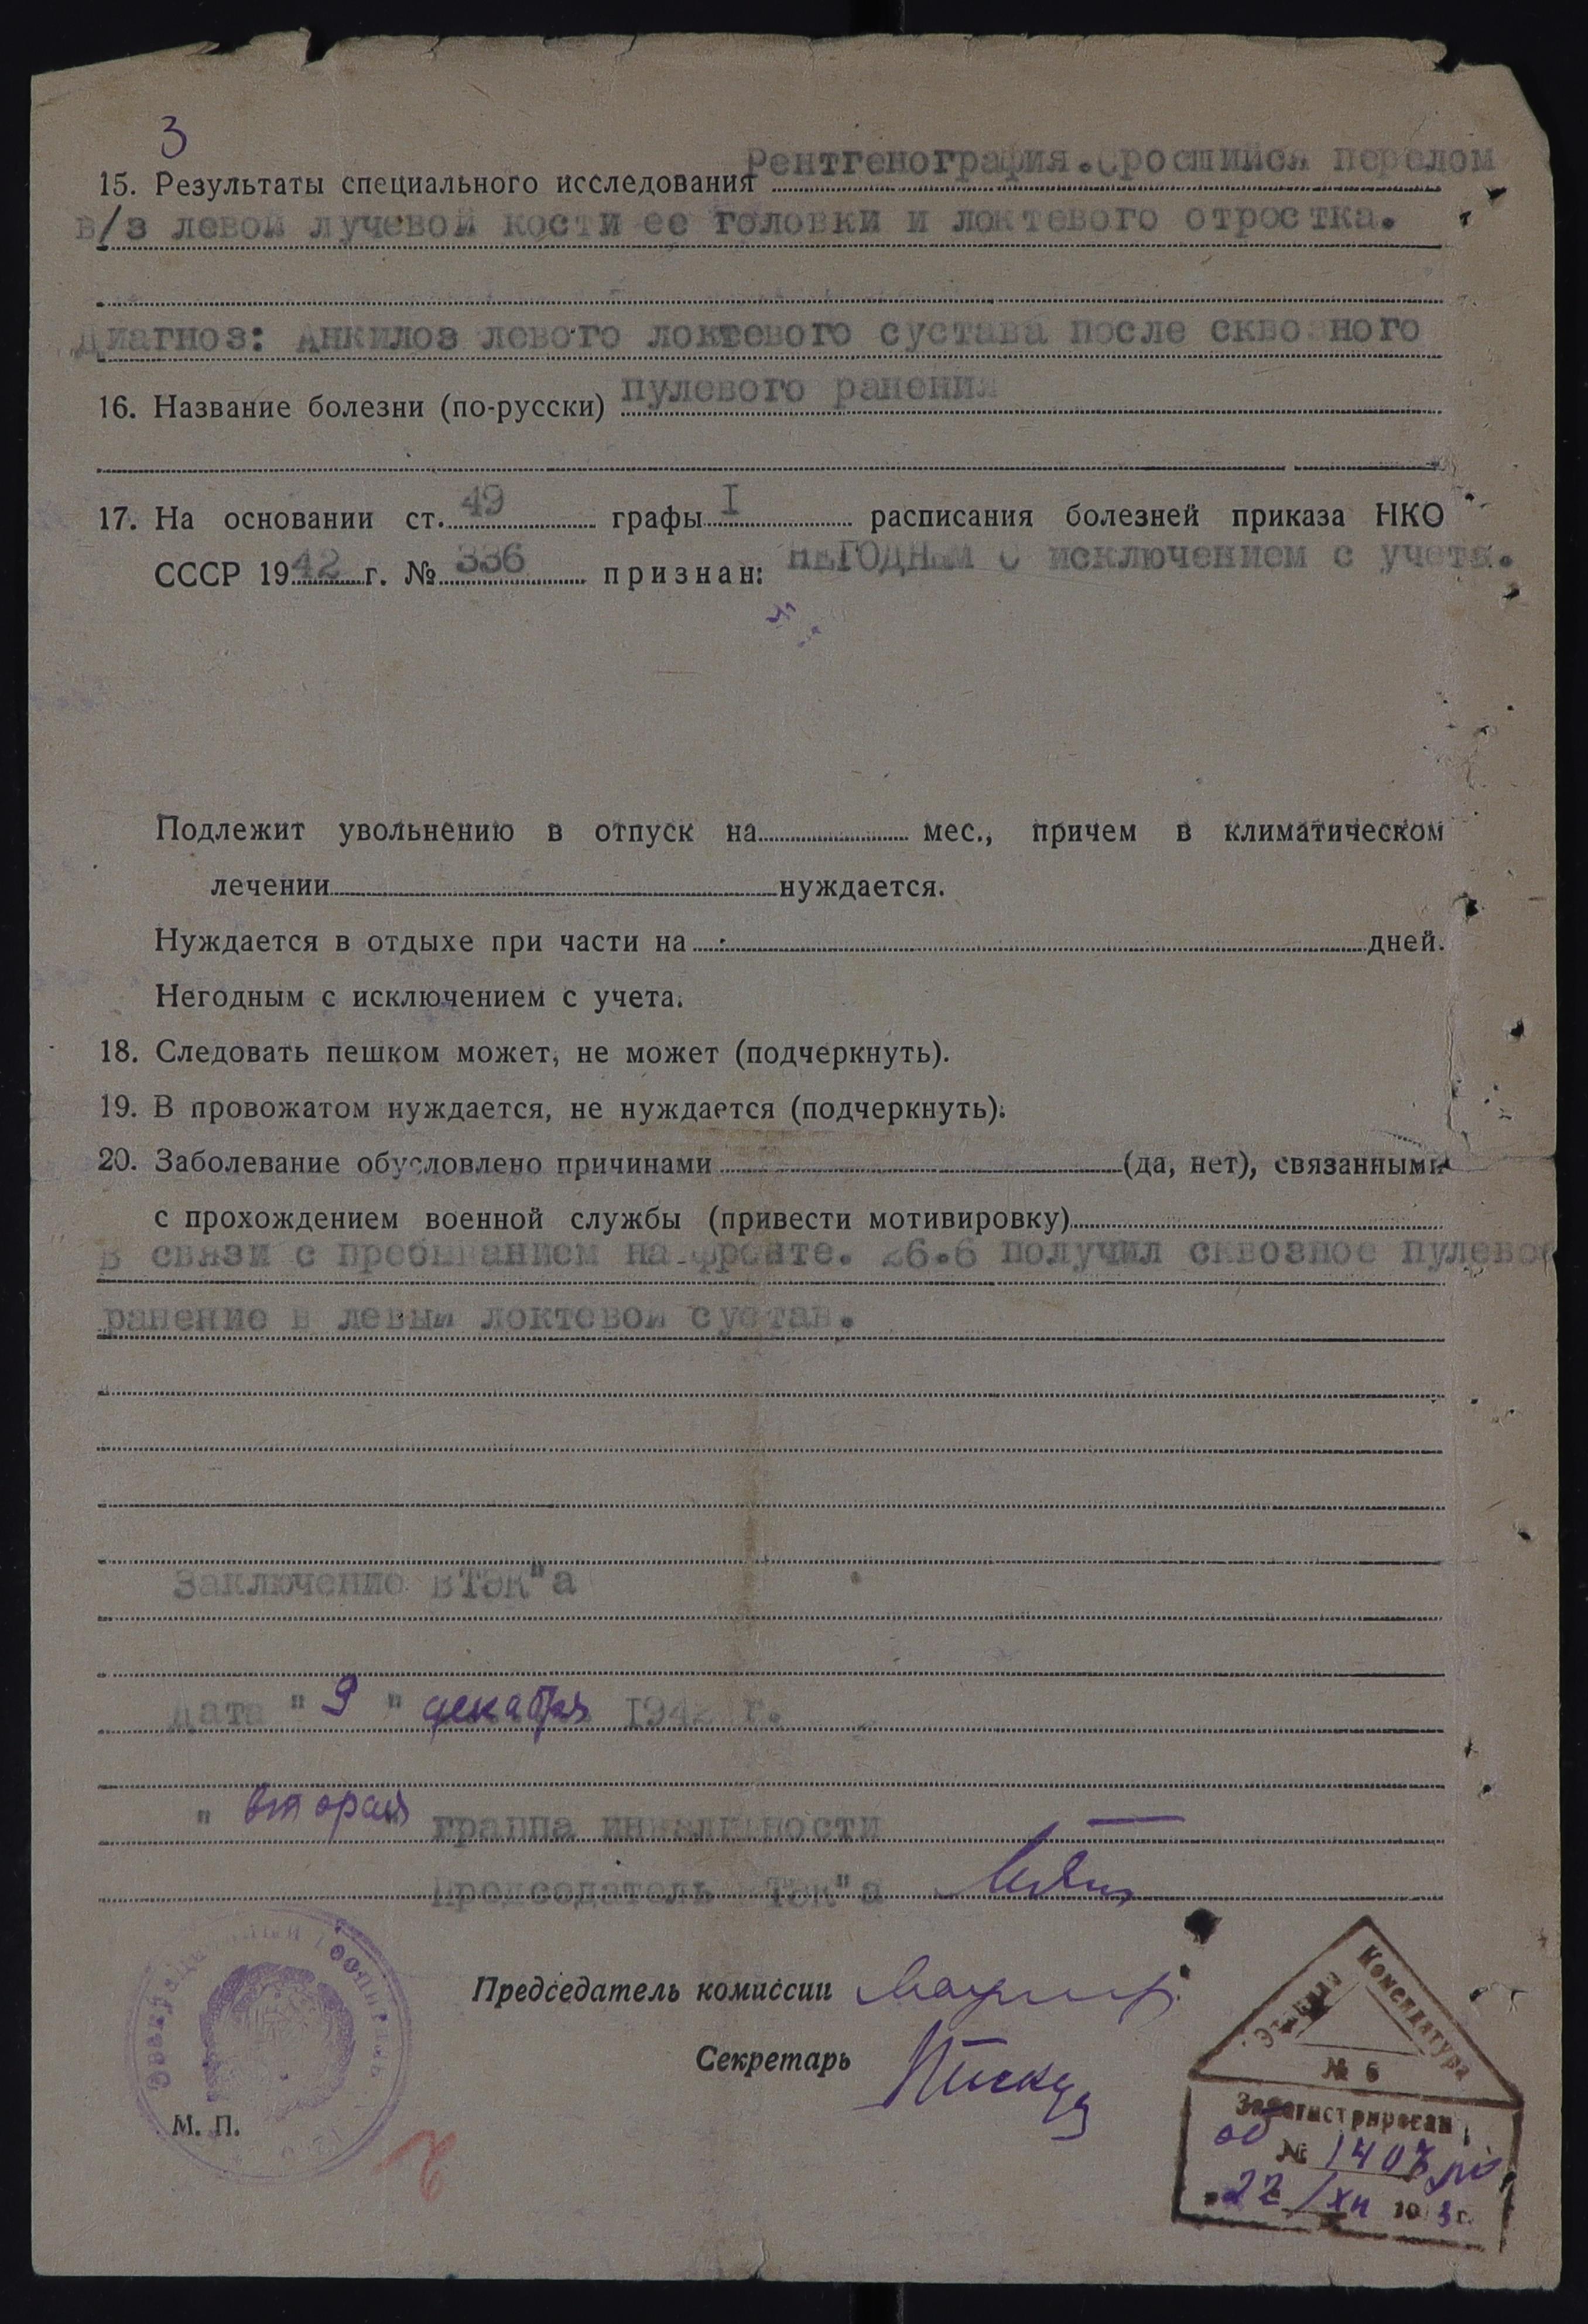 3
Рентгенография. Сросшийся перелом
15. Результаты специального исследования
в/з левой лучевой кости ее головки и локтевого отростка.
Диагноз: Анкилоз левого локтевого сустава после сквозного
пулевого ранения
16. Название болезни (по-русски)
17. На основании ст. 49 графы I расписания болезней приказа НКО
СССР 1942 г. № 336 признан: НЕГОДНЫМ С исключением с учета.
Подлежит увольнению в отпуск на мес., причем в климатическом
лечении нуждается.
Нуждается в отдыхе при части на дней.
Негодным с исключением с учета.
18. Следовать пешком может, не может (подчеркнуть).
19. В провожатом нуждается, не нуждается (подчеркнуть).
20. Заболевание обусловлено причинами (да, нет), связанными
с прохождением военной службы (привести мотивировку)
В связи с пребыванием на фронте. 26.6 получил сквозное пулевое
ранение в левый локтевой сустав.
Заключение ВТЭК"а
Дата " 9 " декабря 1942 г.
" вторая " группа инвалидности
Председатель ВТЭК"а
Председатель комиссии
Секретарь
М. П.
Комендатура
№ 6
Зарегистрирован
№ 1407
22/XII 193г.